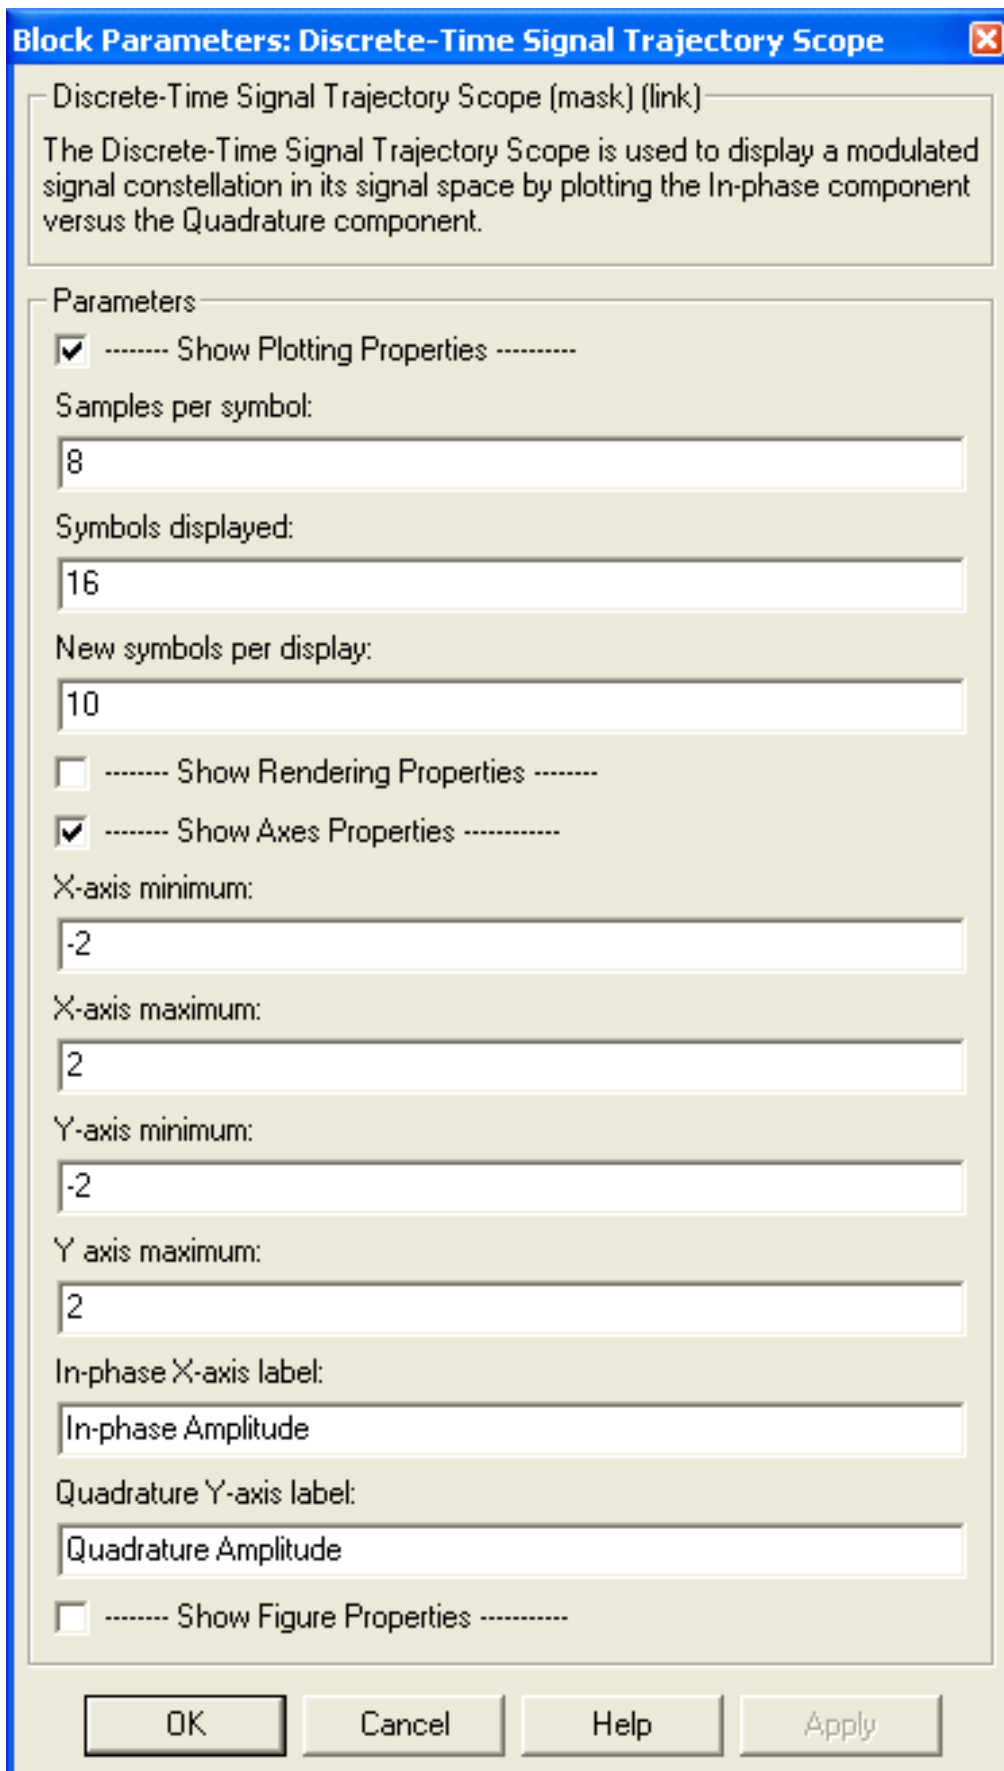 Block Parameters: Discrete-Time Signal Trajectory Scope
Discrete-Time Signal Trajectory Scope (mask) (link)
The Discrete-Time Signal Trajectory Scope is used to display a modulated
signal constellation in its signal space by plotting the In-phase component
versus the Quadrature component.
Parameters
-------- Show Plotting Properties ----------
Samples per symbol:
8
Symbols displayed:
16
New symbols per display:
10
-------- Show Rendering Properties --------
-------- Show Axes Properties ------------
X-axis minimum:
-2
X-axis maximum:
2
Y-axis minimum:
-2
Y axis maximum:
2
In-phase X-axis label:
In-phase Amplitude
Quadrature Y-axis label:
Quadrature Amplitude
-------- Show Figure Properties -----------
OK Cancel Help Apply